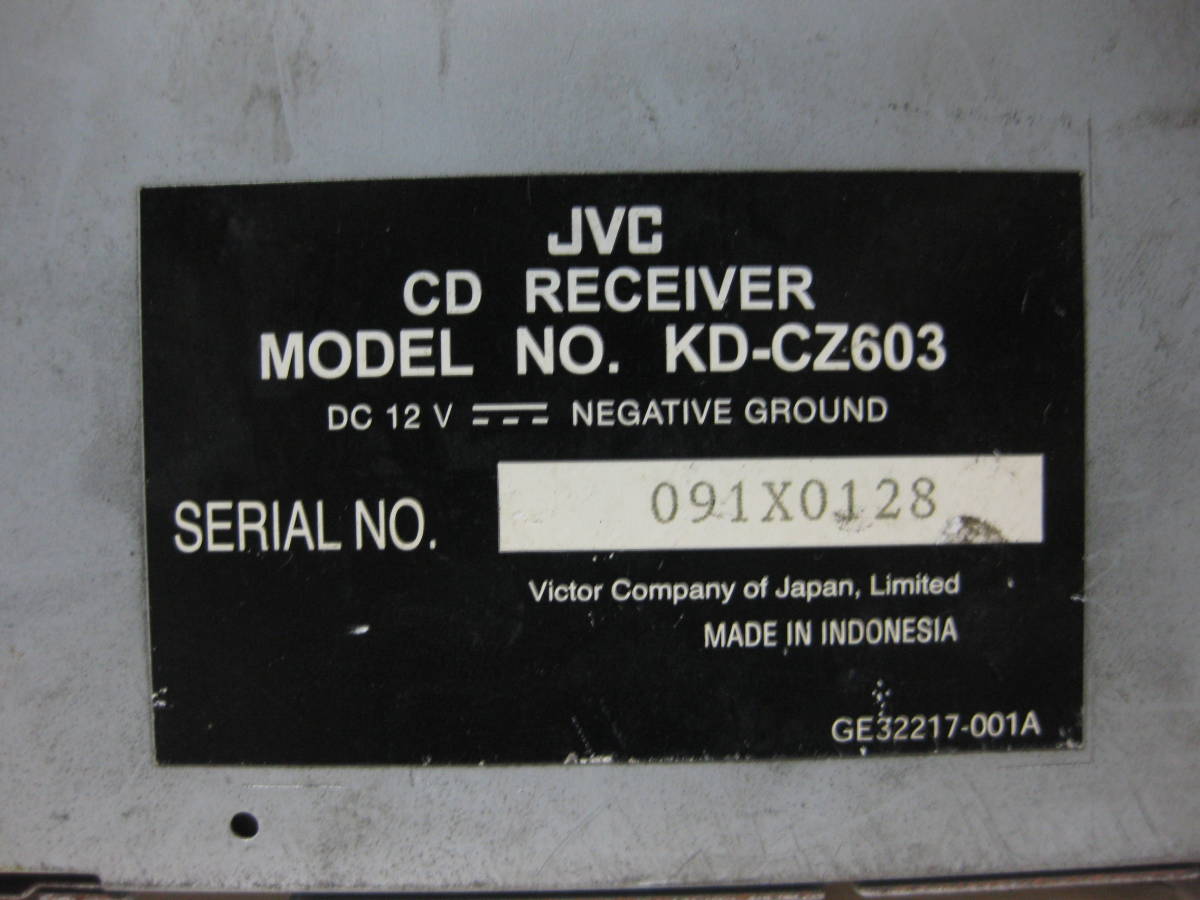 JVC
CD RECEIVER
MODEL NO. KD-CZ603
DC 12 V NEGATIVE GROUND
SERIAL NO. 091X0128
Victor Company of Japan, Limited
MADE IN INDONESIA
GE32217-001A